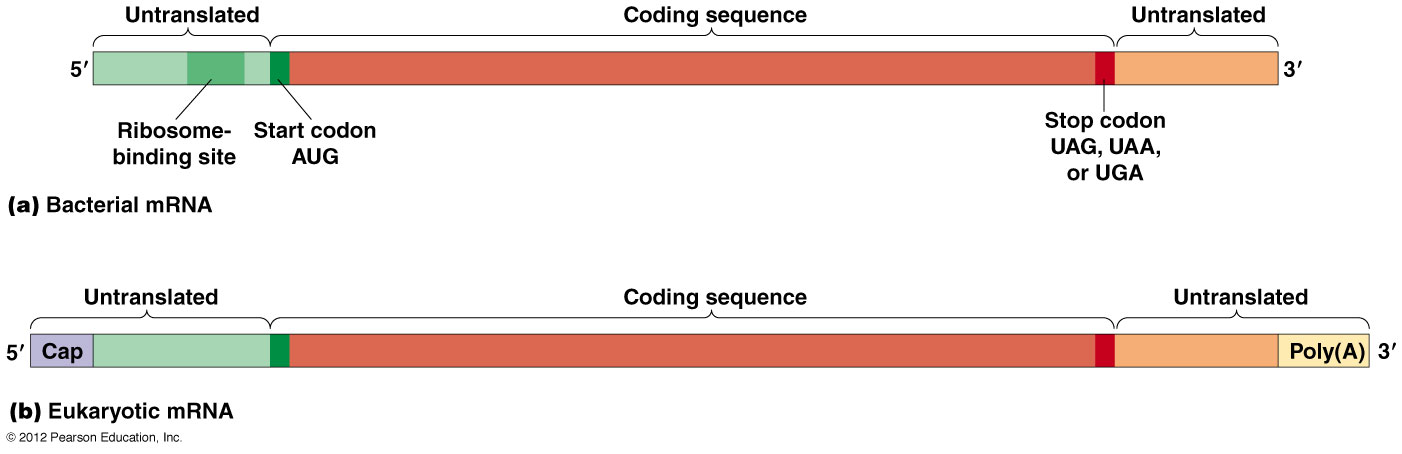 Untranslated Coding sequence Untranslated
5′ 3′
Ribosome-
binding site
Start codon
AUG
Stop codon
UAG, UAA,
or UGA
(a) Bacterial mRNA
Untranslated Coding sequence Untranslated
5′ Cap Poly(A) 3′
(b) Eukaryotic mRNA
© 2012 Pearson Education, Inc.